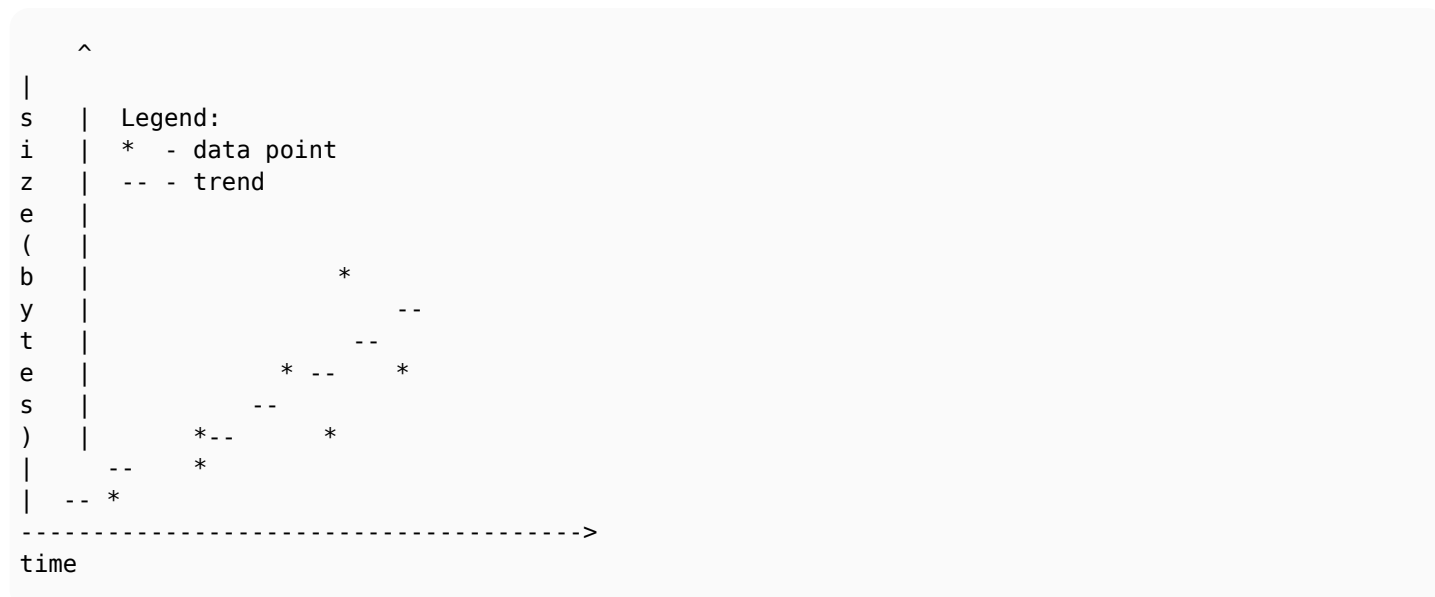 ^
|
s   |  Legend:
i   |  *  - data point
z   |  -- - trend
e   |
(   |
b   |                 *
y   |                     --
t   |                  --
e   |             * --    *
s   |           --
)   |       *--      *
|     --    *
|  -- *
--------------------------------------->
time